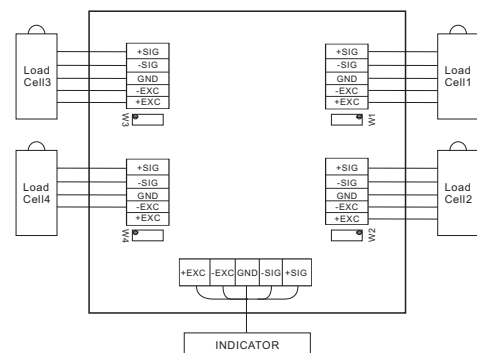 Load
Cell3
+SIG
-SIG
GND
-EXC
+EXC
W3
+SIG
-SIG
GND
-EXC
+EXC
W1
Load
Cell1
Load
Cell4
+SIG
-SIG
GND
-EXC
+EXC
W4
+SIG
-SIG
GND
-EXC
+EXC
W2
Load
Cell2
+EXC -EXC GND -SIG +SIG
INDICATOR